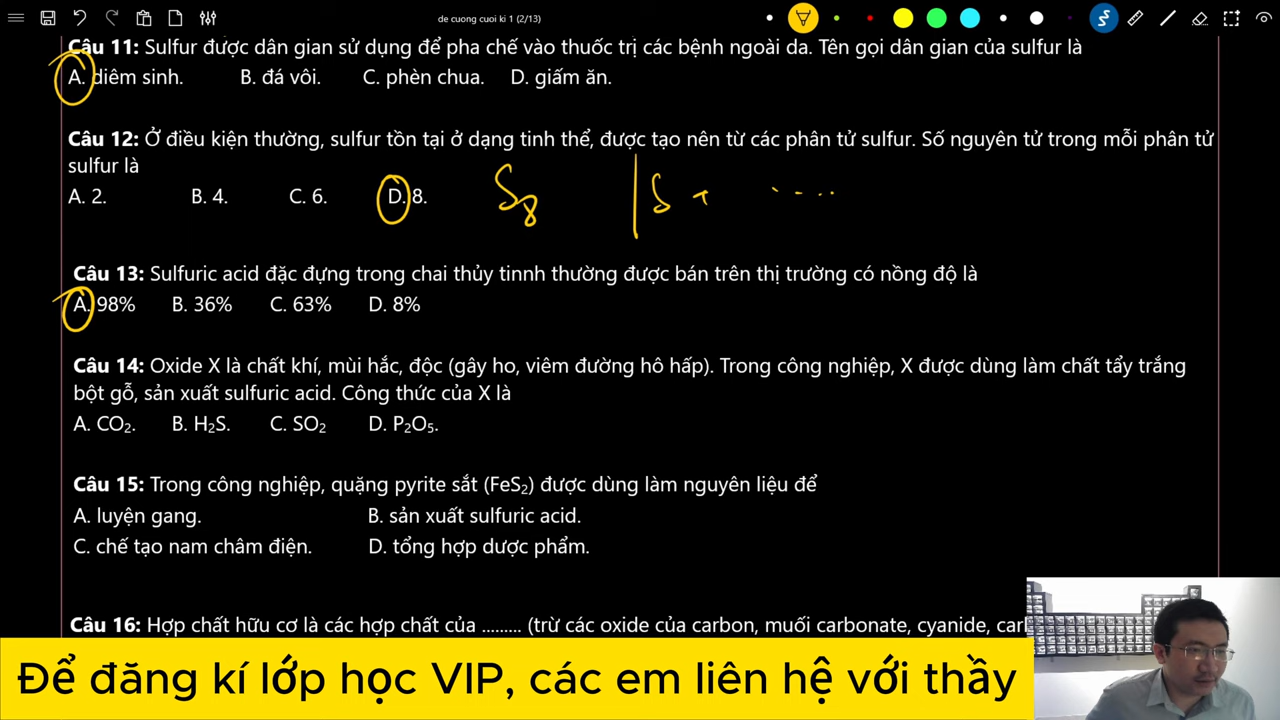 de cuong cuoi ki 1 (2/13)
Câu 11: Sulfur được dân gian sử dụng để pha chế vào thuốc trị các bệnh ngoài da. Tên gọi dân gian của sulfur là
A. diêm sinh. B. đá vôi. C. phèn chua. D. giấm ăn.
Câu 12: Ở điều kiện thường, sulfur tồn tại ở dạng tinh thể, được tạo nên từ các phân tử sulfur. Số nguyên tử trong mỗi phân tử
sulfur là
A. 2. B. 4. C. 6. D. 8. S8 | S + ....
Câu 13: Sulfuric acid đặc đựng trong chai thủy tinnh thường được bán trên thị trường có nồng độ là
A. 98% B. 36% C. 63% D. 8%
Câu 14: Oxide X là chất khí, mùi hắc, độc (gây ho, viêm đường hô hấp). Trong công nghiệp, X được dùng làm chất tẩy trắng
bột gỗ, sản xuất sulfuric acid. Công thức của X là
A. CO₂. B. H₂S. C. SO₂ D. P₂O₅.
Câu 15: Trong công nghiệp, quặng pyrite sắt (FeS₂) được dùng làm nguyên liệu để
A. luyện gang. B. sản xuất sulfuric acid.
C. chế tạo nam châm điện. D. tổng hợp dược phẩm.
Câu 16: Hợp chất hữu cơ là các hợp chất của ......... (trừ các oxide của carbon, muối carbonate, cyanide,
Để đăng kí lớp học VIP, các em liên hệ với thầy